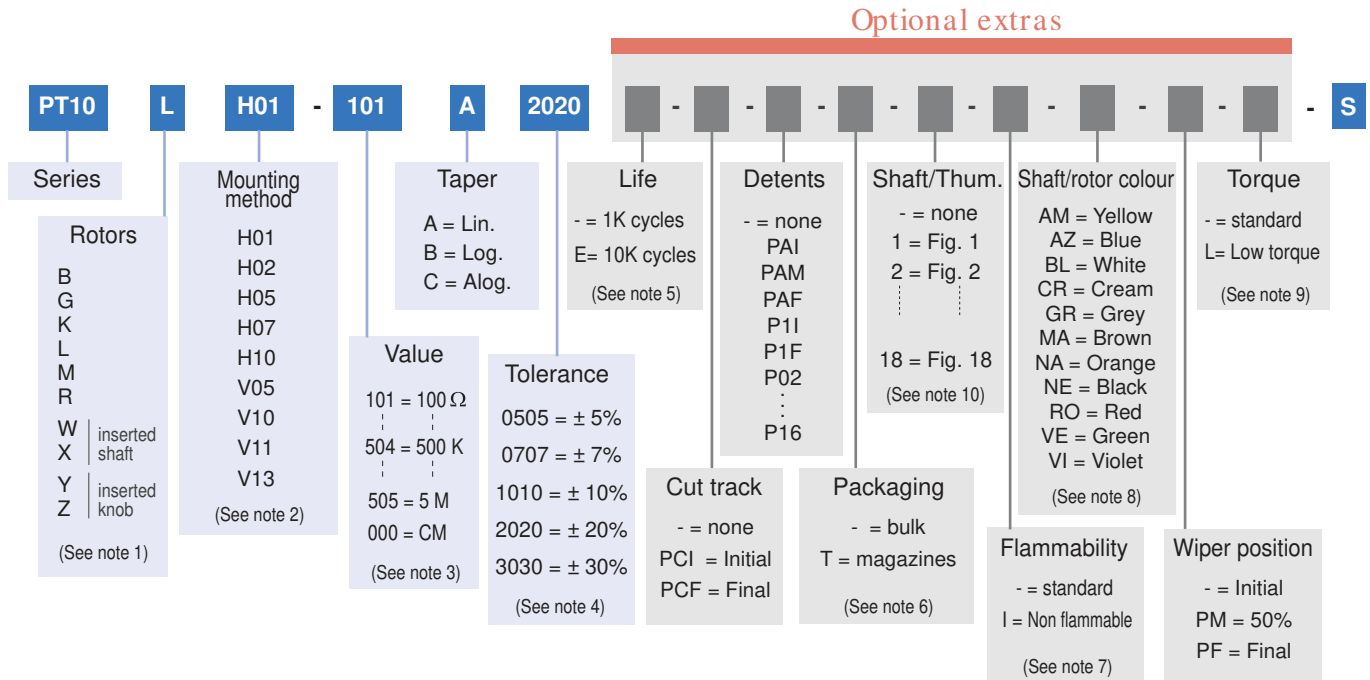 Optional extras
PT10 L H01 - 101 A 2020 - - - - - - - - - S
Series
Rotors
B
G
K
L
M
R
W
X
inserted
shaft
Y
Z
inserted
knob
(See note 1)
Mounting
method
H01
H02
H05
H07
H10
V05
V10
V11
V13
(See note 2)
Value
101 = 100 Ω
504 = 500 K
505 = 5 M
000 = CM
(See note 3)
Taper
A = Lin.
B = Log.
C = Alog.
Tolerance
0505 = ± 5%
0707 = ± 7%
1010 = ± 10%
2020 = ± 20%
3030 = ± 30%
(See note 4)
Life
- = 1K cycles
E= 10K cycles
(See note 5)
Cut track
- = none
PCI = Initial
PCF = Final
Detents
- = none
PAI
PAM
PAF
P1I
P1F
P02
:
:
P16
Packaging
- = bulk
T = magazines
(See note 6)
Shaft/Thum.
- = none
1 = Fig. 1
2 = Fig. 2
18 = Fig. 18
(See note 10)
Flammability
- = standard
I = Non flammable
(See note 7)
Shaft/rotor colour
AM = Yellow
AZ = Blue
BL = White
CR = Cream
GR = Grey
MA = Brown
NA = Orange
NE = Black
RO = Red
VE = Green
VI = Violet
(See note 8)
Wiper position
- = Initial
PM = 50%
PF = Final
Torque
- = standard
L= Low torque
(See note 9)